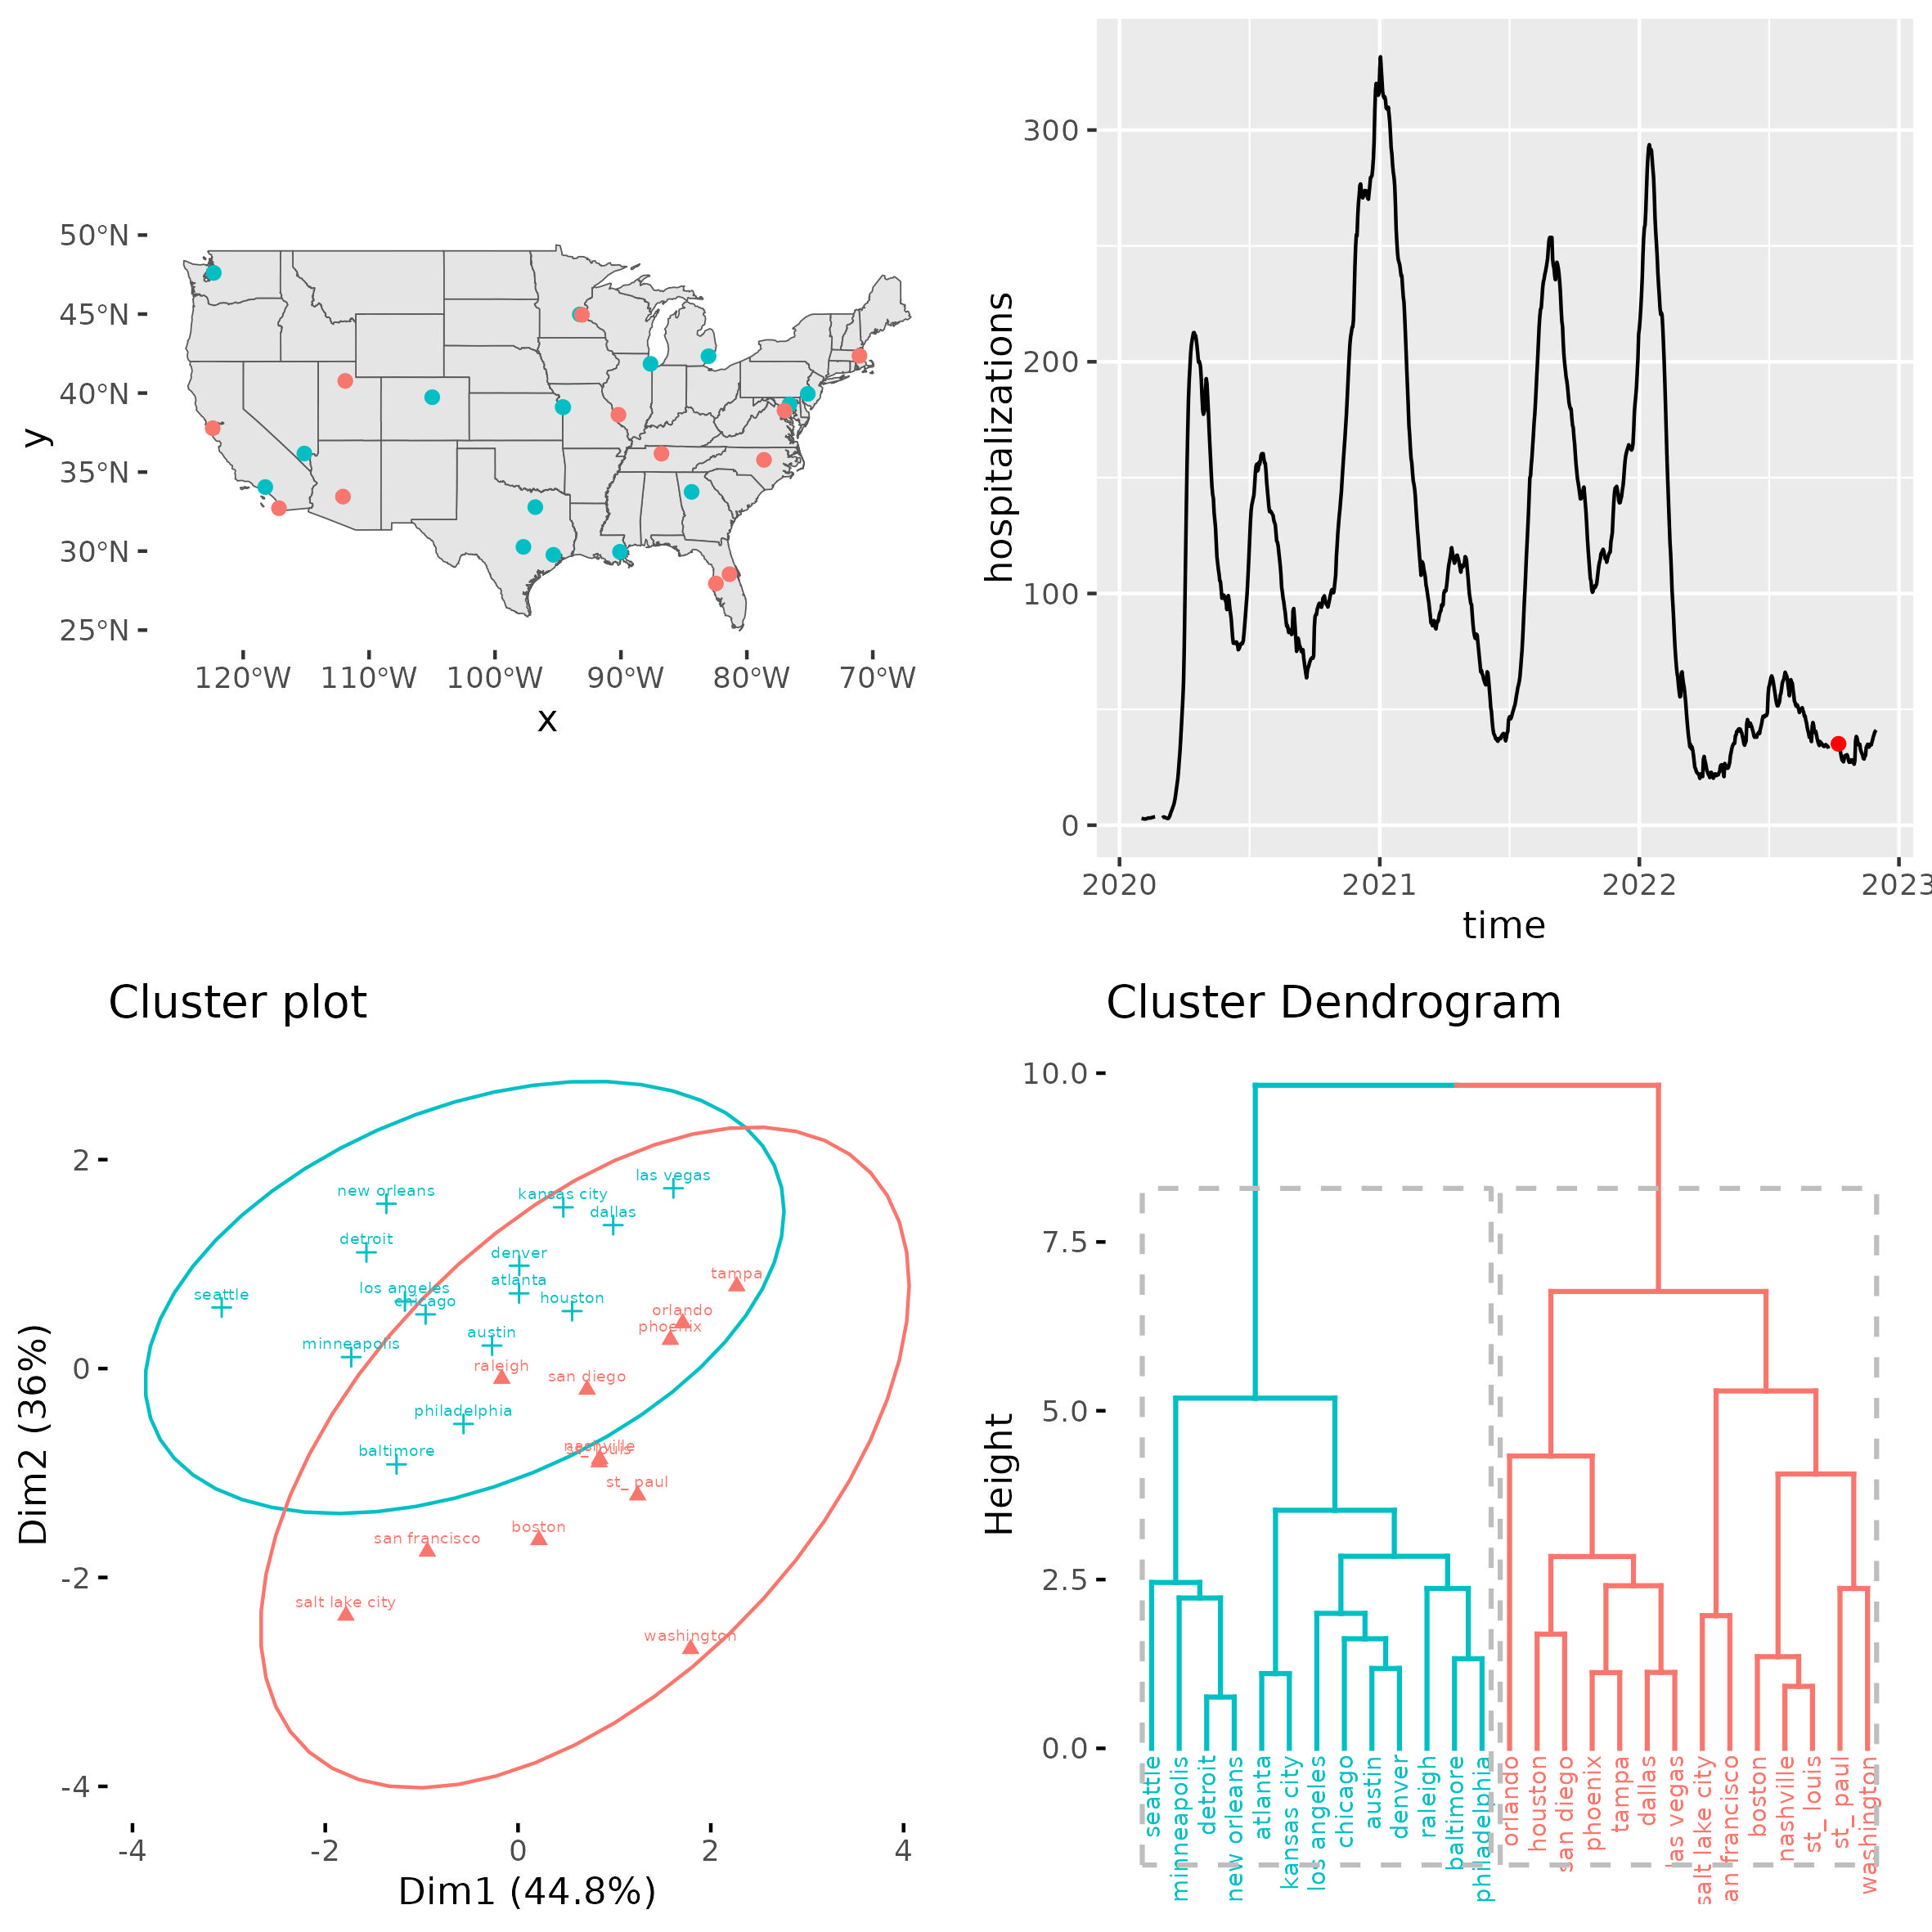 50°N
45°N
40°N
35°N
30°N
25°N
y
120°W 110°W 100°W 90°W 80°W 70°W
x
300
200
100
0
hospitalizations
2020 2021 2022 2023
time
Cluster plot
2
0
-2
-4
Dim2 (36%)
las vegas
new orleans
kansas city
dallas
detroit
denver
tampa
atlanta
los angeles
seattle
houston
chicago
orlando
phoenix
austin
minneapolis
raleigh
san diego
philadelphia
nashville
st_ louis
baltimore
st_ paul
boston
san francisco
salt lake city
washington
-4 -2 0 2 4
Dim1 (44.8%)
Cluster Dendrogram
10.0
7.5
5.0
2.5
0.0
Height
seattle
minneapolis
detroit
new orleans
atlanta
kansas city
los angeles
chicago
austin
denver
raleigh
baltimore
philadelphia
orlando
houston
san diego
phoenix
tampa
dallas
las vegas
salt lake city
an francisco
boston
nashville
st_ louis
st_ paul
washington